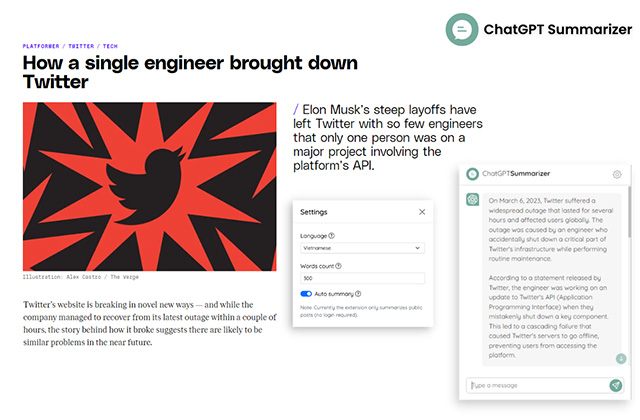 ChatGPT Summarizer
PLATFORMER / TWITTER / TECH
How a single engineer brought down
Twitter
/ Elon Musk's steep layoffs have
left Twitter with so few engineers
that only one person was on a
major project involving the
platform's API.
Illustration: Alex Castro / The Verge
Twitter's website is breaking in novel new ways — and while the
company managed to recover from its latest outage within a couple of
hours, the story behind how it broke suggests there are likely to be
similar problems in the near future.
Settings
Language
Vietnamese
Words count
300
Auto summary
Note: Currently the extension only summarizes public
posts (no login required).
ChatGPTSummarizer
On March 6, 2023, Twitter suffered a
widespread outage that lasted for several
hours and affected users globally. The
outage was caused by an engineer who
accidentally shut down a critical part of
Twitter's infrastructure while performing
routine maintenance.
According to a statement released by
Twitter, the engineer was working on an
update to Twitter's API (Application
Programming Interface) when they
mistakenly shut down a key component.
This led to a cascading failure that
caused Twitter's servers to go offline,
preventing users from accessing the
platform.
Type a message